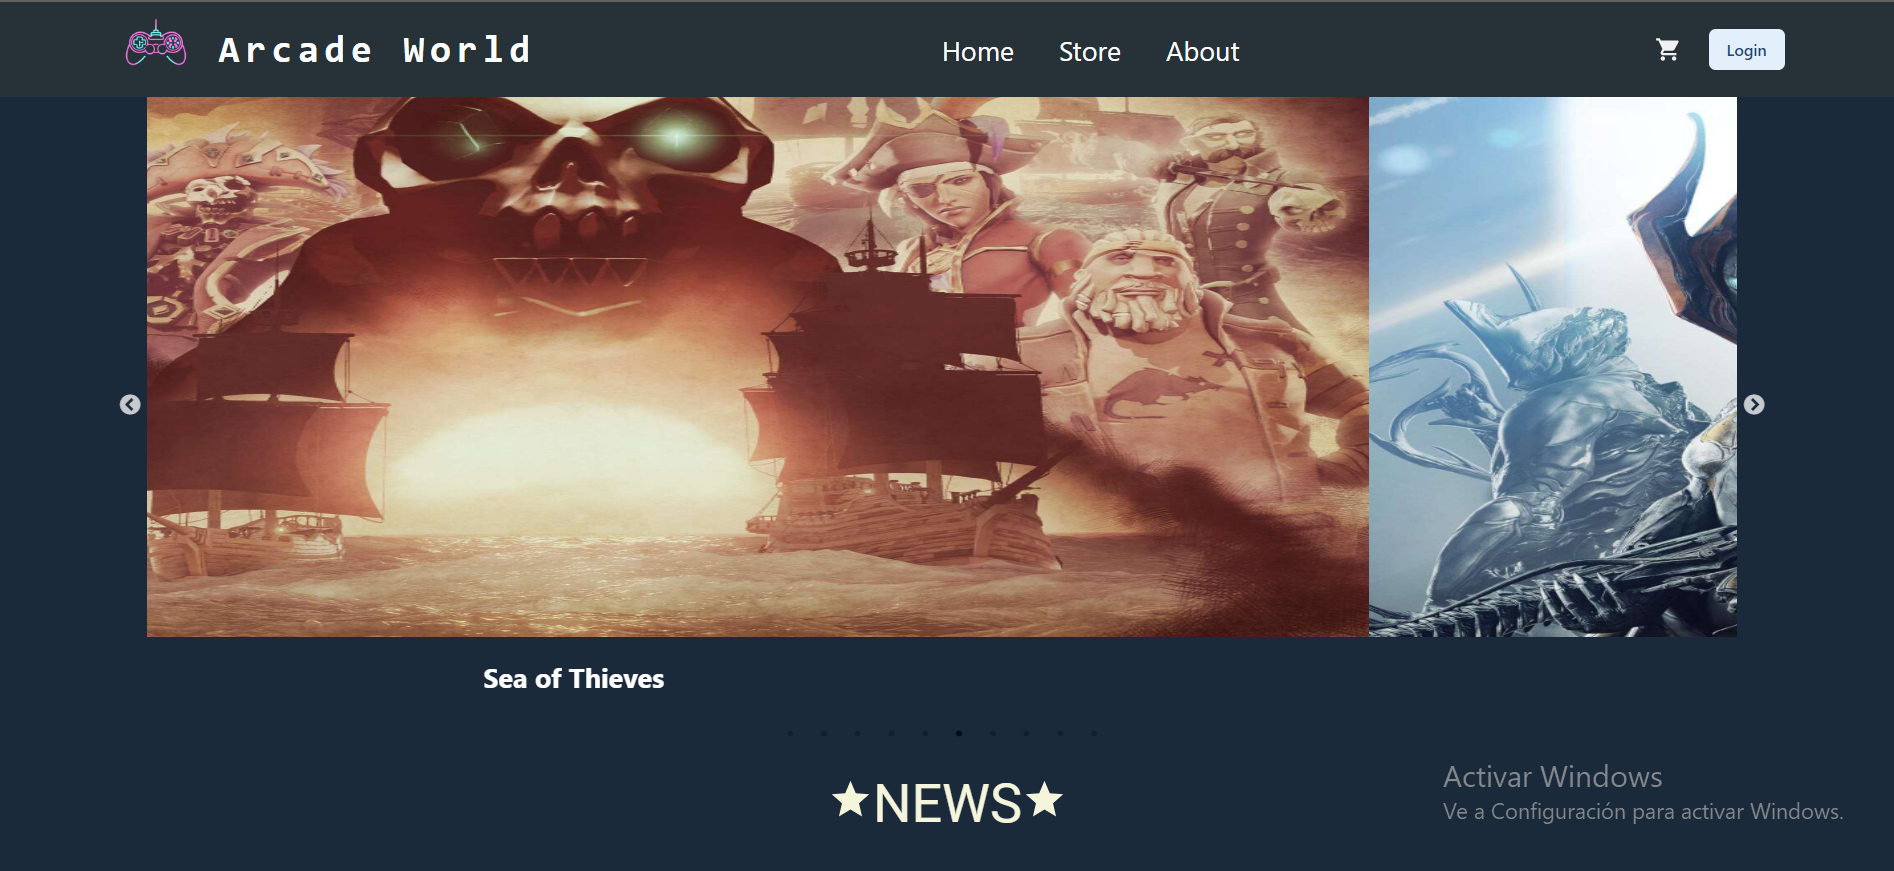 Arcade World
Home Store About
Login
Sea of Thieves
★NEWS★
Activar Windows
Ve a Configuración para activar Windows.